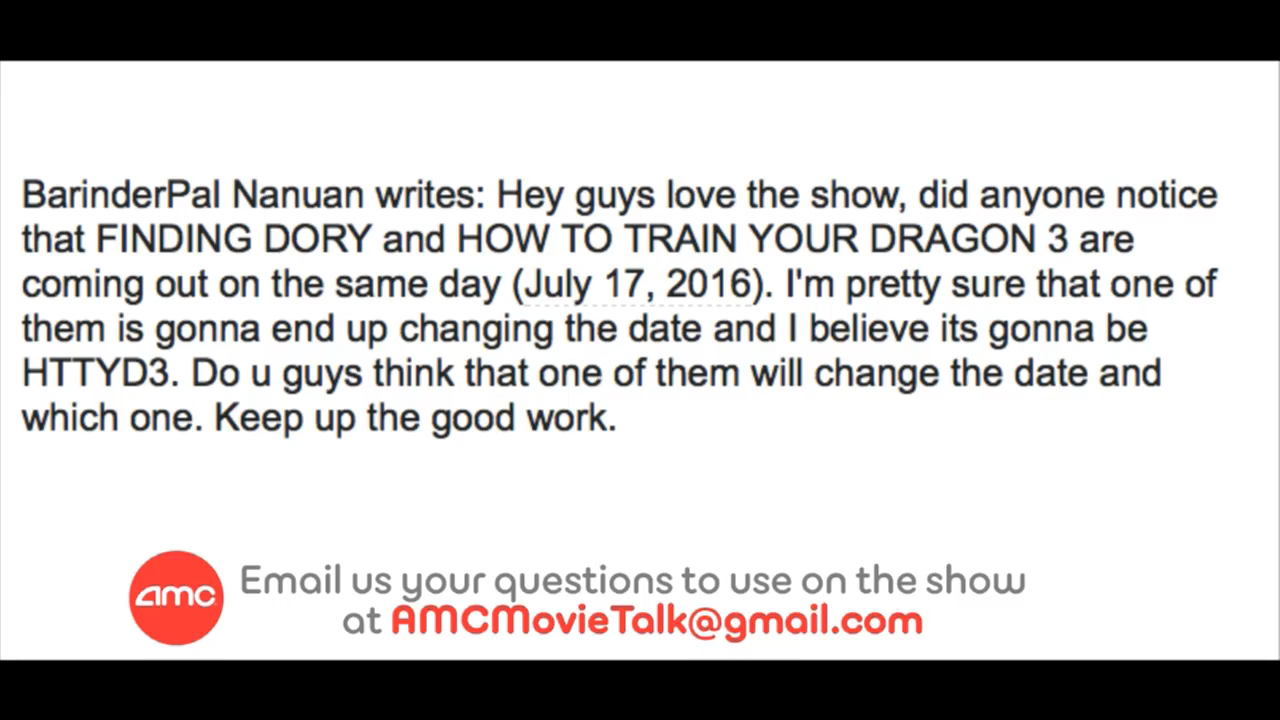 BarinderPal Nanuan writes: Hey guys love the show, did anyone notice
that FINDING DORY and HOW TO TRAIN YOUR DRAGON 3 are
coming out on the same day (July 17, 2016). I'm pretty sure that one of
them is gonna end up changing the date and I believe its gonna be
HTTYD3. Do u guys think that one of them will change the date and
which one. Keep up the good work.
amc
Email us your questions to use on the show
at AMCMovieTalk@gmail.com